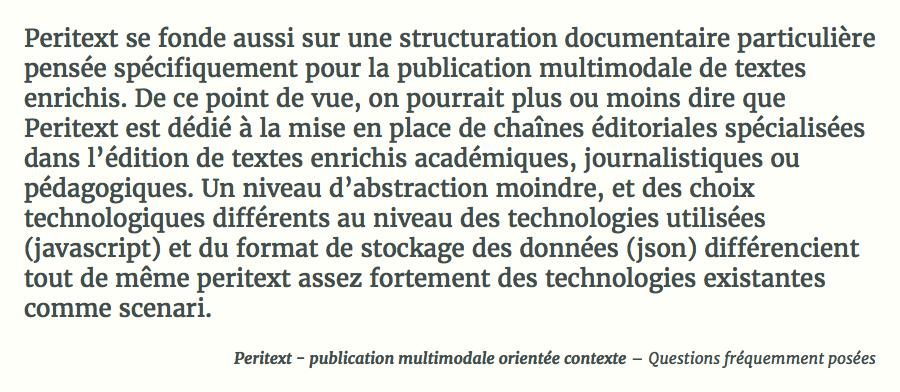 Peritext se fonde aussi sur une structuration documentaire particulière
pensée spécifiquement pour la publication multimodale de textes
enrichis. De ce point de vue, on pourrait plus ou moins dire que
Peritext est dédié à la mise en place de chaînes éditoriales spécialisées
dans l’édition de textes enrichis académiques, journalistiques ou
pédagogiques. Un niveau d’abstraction moindre, et des choix
technologiques différents au niveau des technologies utilisées
(javascript) et du format de stockage des données (json) différencient
tout de même peritext assez fortement des technologies existantes
comme scenari.
Peritext - publication multimodale orientée contexte – Questions fréquemment posées